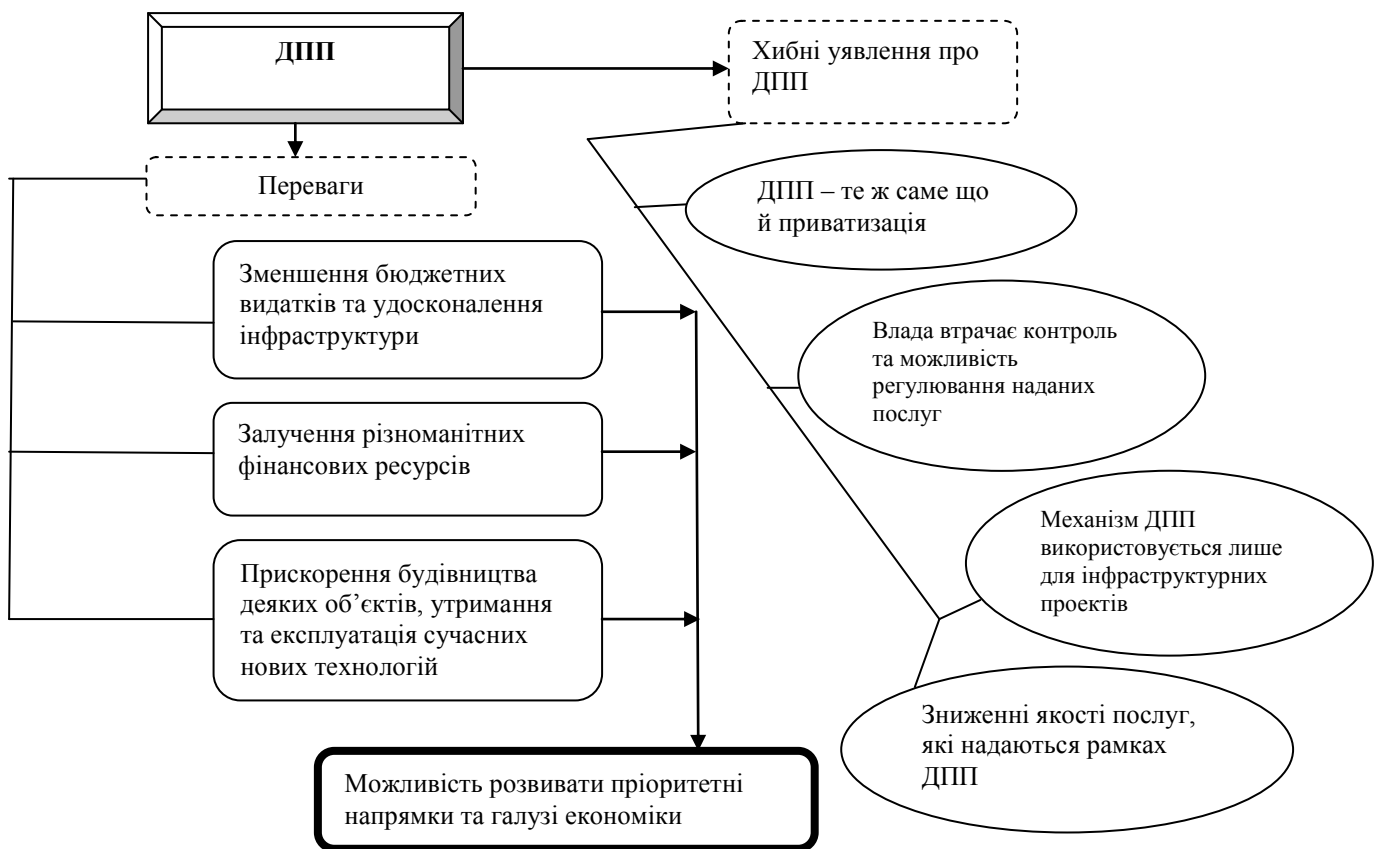 ДПП
Хибні уявлення про
ДПП
Переваги
ДПП – те ж саме що
й приватизація
Зменшення бюджетних
видатків та удосконалення
інфраструктури
Влада втрачає контроль
та можливість
регулювання наданих
послуг
Залучення різноманітних
фінансових ресурсів
Механізм ДПП
використовується лише
для інфраструктурних
проектів
Прискорення будівництва
деяких об’єктів, утримання
та експлуатація сучасних
нових технологій
Зниженні якості послуг,
які надаються рамках
ДПП
Можливість розвивати пріоритетні
напрямки та галузі економіки